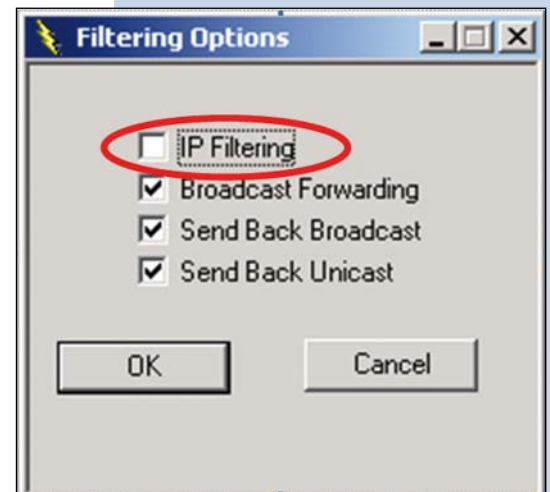 Filtering Options
IP Filtering
Broadcast Forwarding
Send Back Broadcast
Send Back Unicast
OK Cancel